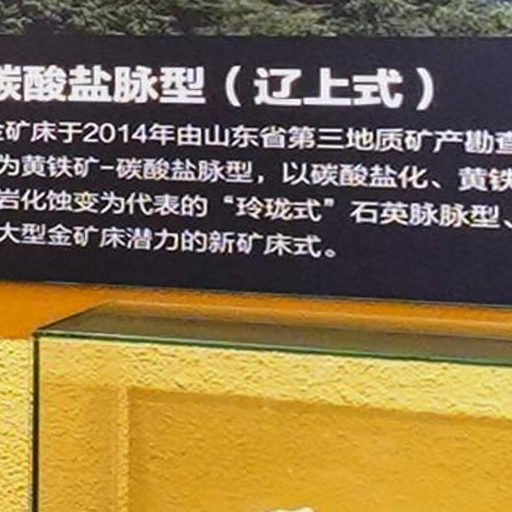 碳酸盐脉型（辽上式）
金矿床于2014年由山东省第三地质矿产勘查
为黄铁矿-碳酸盐脉型，以碳酸盐化、黄铁
岩化蚀变为代表的“玲珑式”石英脉脉型、
大型金矿床潜力的新矿床式。